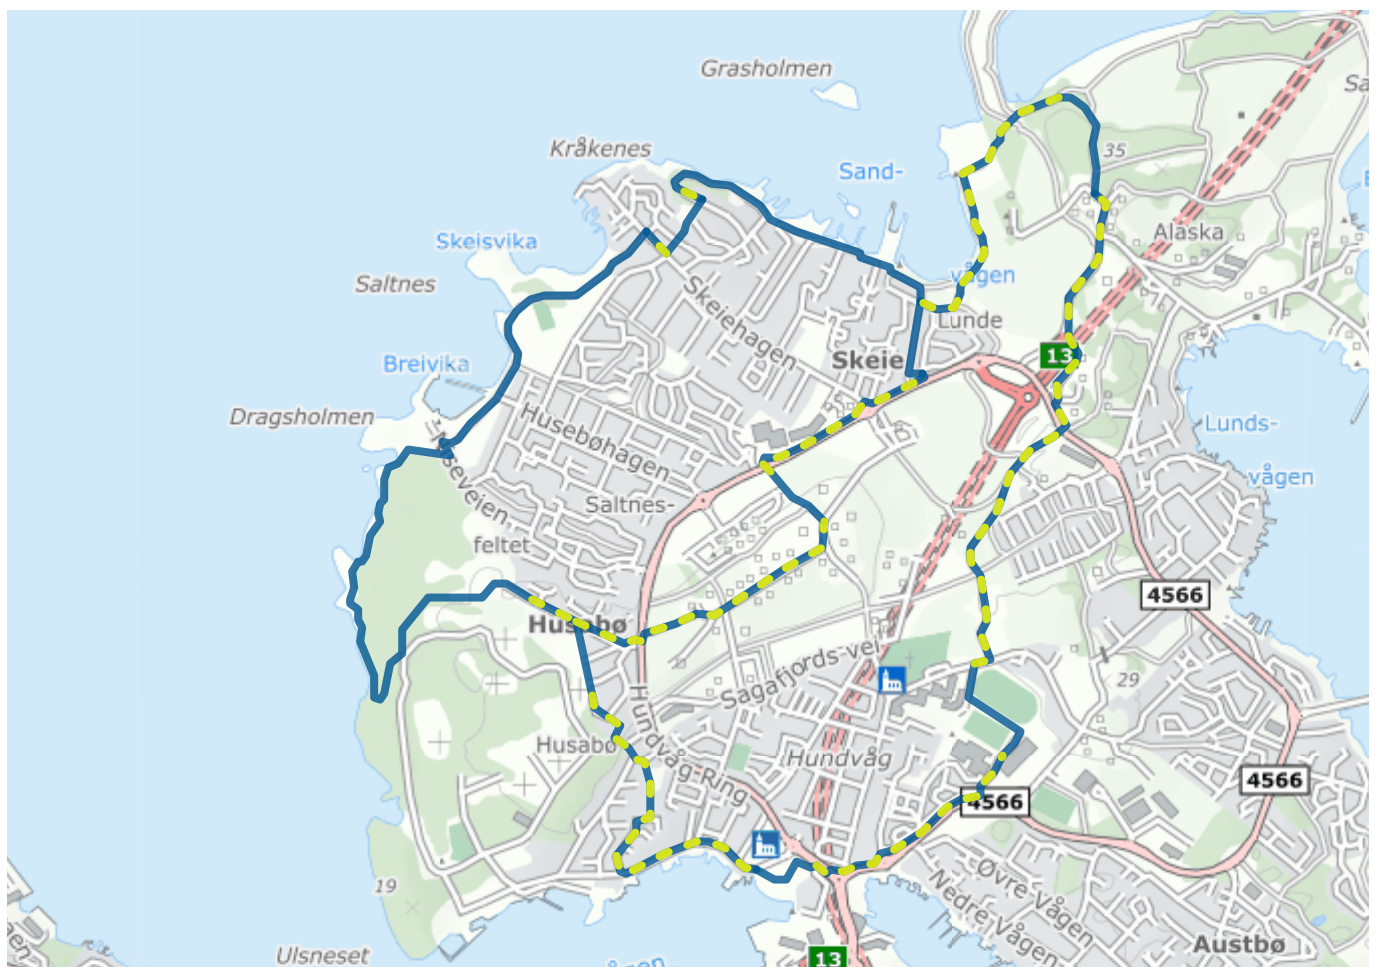 Grasholmen
Sa
Kråkenes
35
Sand-
vågen
Skeisvika
Alaska
Saltnes
Skeiehagen
Lunde
13
Skeie
Breivika
Dragsholmen
Husebøhagen
Lunds-
vågen
Saltnes-
feltet
4566
Husabø
Sagafjords-vei
29
Hundvåg-Ring
Husabø
Hundvåg
4566
4566
19
Øvre Vågen
Nedre Vågen-
Austbø
Ulsneset
13